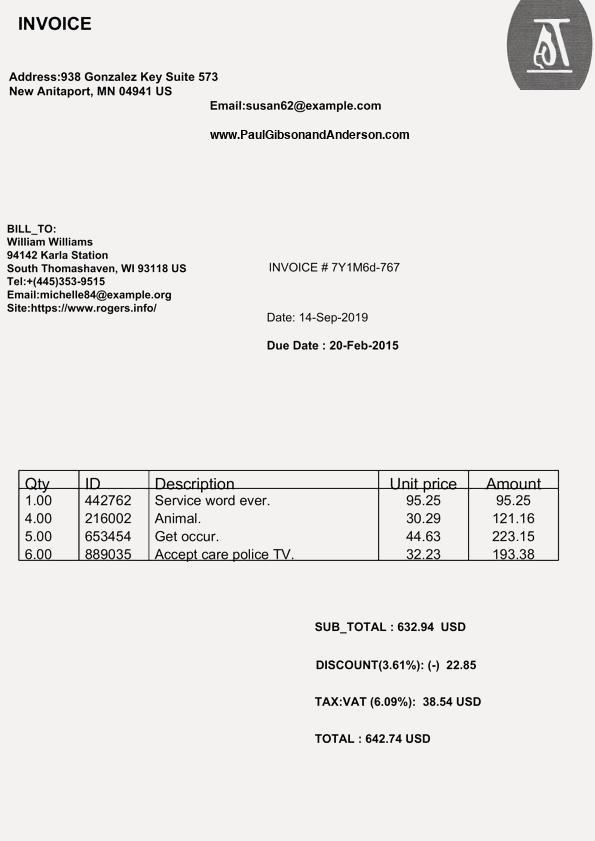 INVOICE
Address:938 Gonzalez Key Suite 573
New Anitaport, MN 04941 US
Email:susan62@example.com
www.PaulGibsonandAnderson.com
BILL_TO:
William Williams
94142 Karla Station
South Thomashaven, WI 93118 US
Tel:+(445)353-9515
Email:michelle84@example.org
Site:https://www.rogers.info/
INVOICE # 7Y1M6d-767
Date: 14-Sep-2019
Due Date : 20-Feb-2015
Qty ID Description Unit price Amount
1.00 442762 Service word ever. 95.25 95.25
4.00 216002 Animal. 30.29 121.16
5.00 653454 Get occur. 44.63 223.15
6.00 889035 Accept care police TV. 32.23 193.38
SUB_TOTAL : 632.94 USD
DISCOUNT(3.61%): (-) 22.85
TAX:VAT (6.09%): 38.54 USD
TOTAL : 642.74 USD